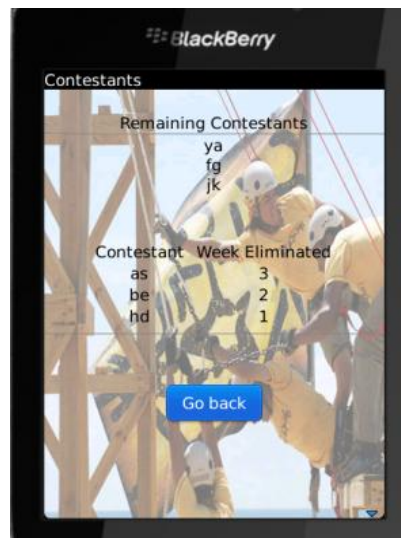 BlackBerry
Contestants
Remaining Contestants
ya
fg
jk
Contestant Week Eliminated
as 3
be 2
hd 1
Go back